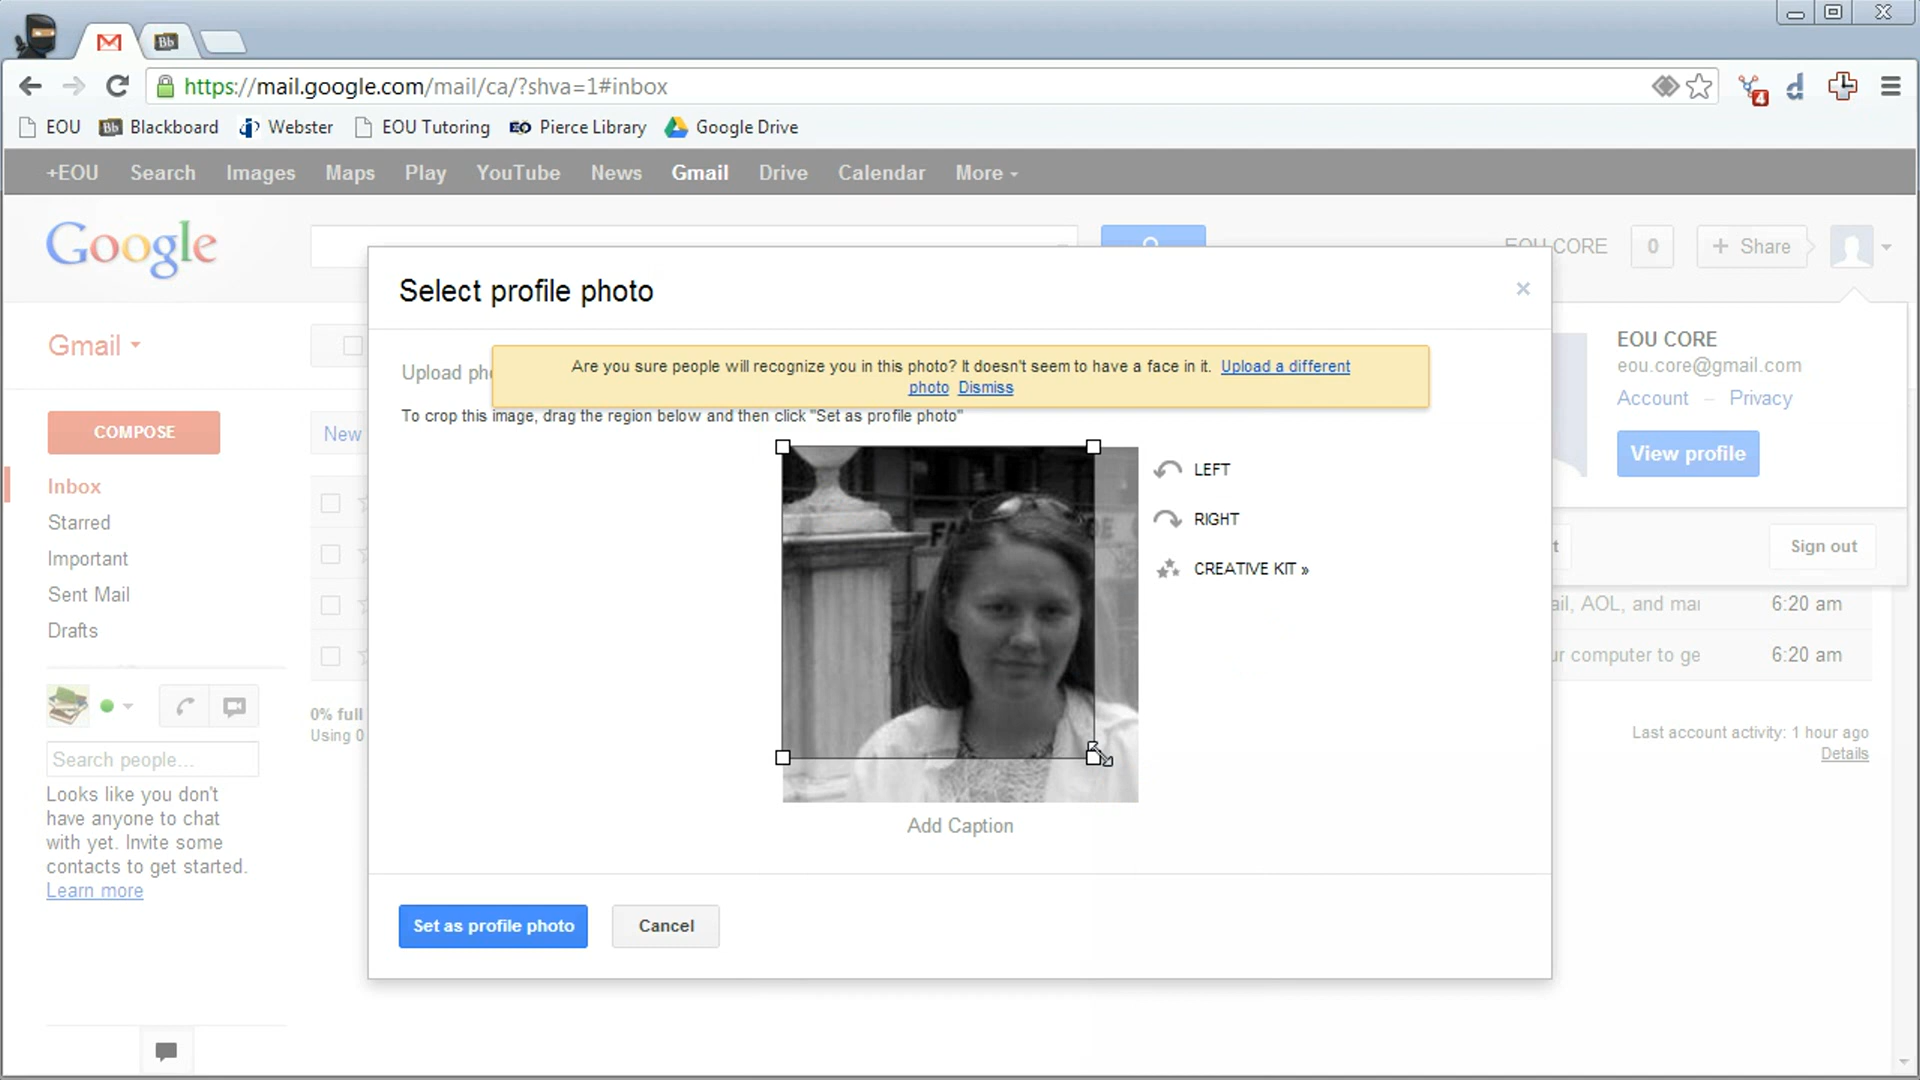 Bb
https://mail.google.com/mail/ca/?shva=1#inbox
4
EOU Blackboard Webster EOU Tutoring EO Pierce Library Google Drive
+EOU Search Images Maps Play YouTube News Gmail Drive Calendar More
Google
EOU CORE 0 + Share
Select profile photo
Gmail
Upload
Are you sure people will recognize you in this photo? It doesn't seem to have a face in it. Upload a different
photo Dismiss
To crop this image, drag the region below and then click "Set as profile photo"
EOU CORE
eou.core@gmail.com
Account – Privacy
View profile
COMPOSE
New
Inbox
Starred
Important
Sent Mail
Drafts
LEFT
RIGHT
CREATIVE KIT »
Sign out
ail, AOL, and mar 6:20 am
ur computer to ge 6:20 am
0% full
Using 0
Last account activity: 1 hour ago
Details
Search people...
Looks like you don't
have anyone to chat
with yet. Invite some
contacts to get started.
Learn more
Add Caption
Set as profile photo Cancel